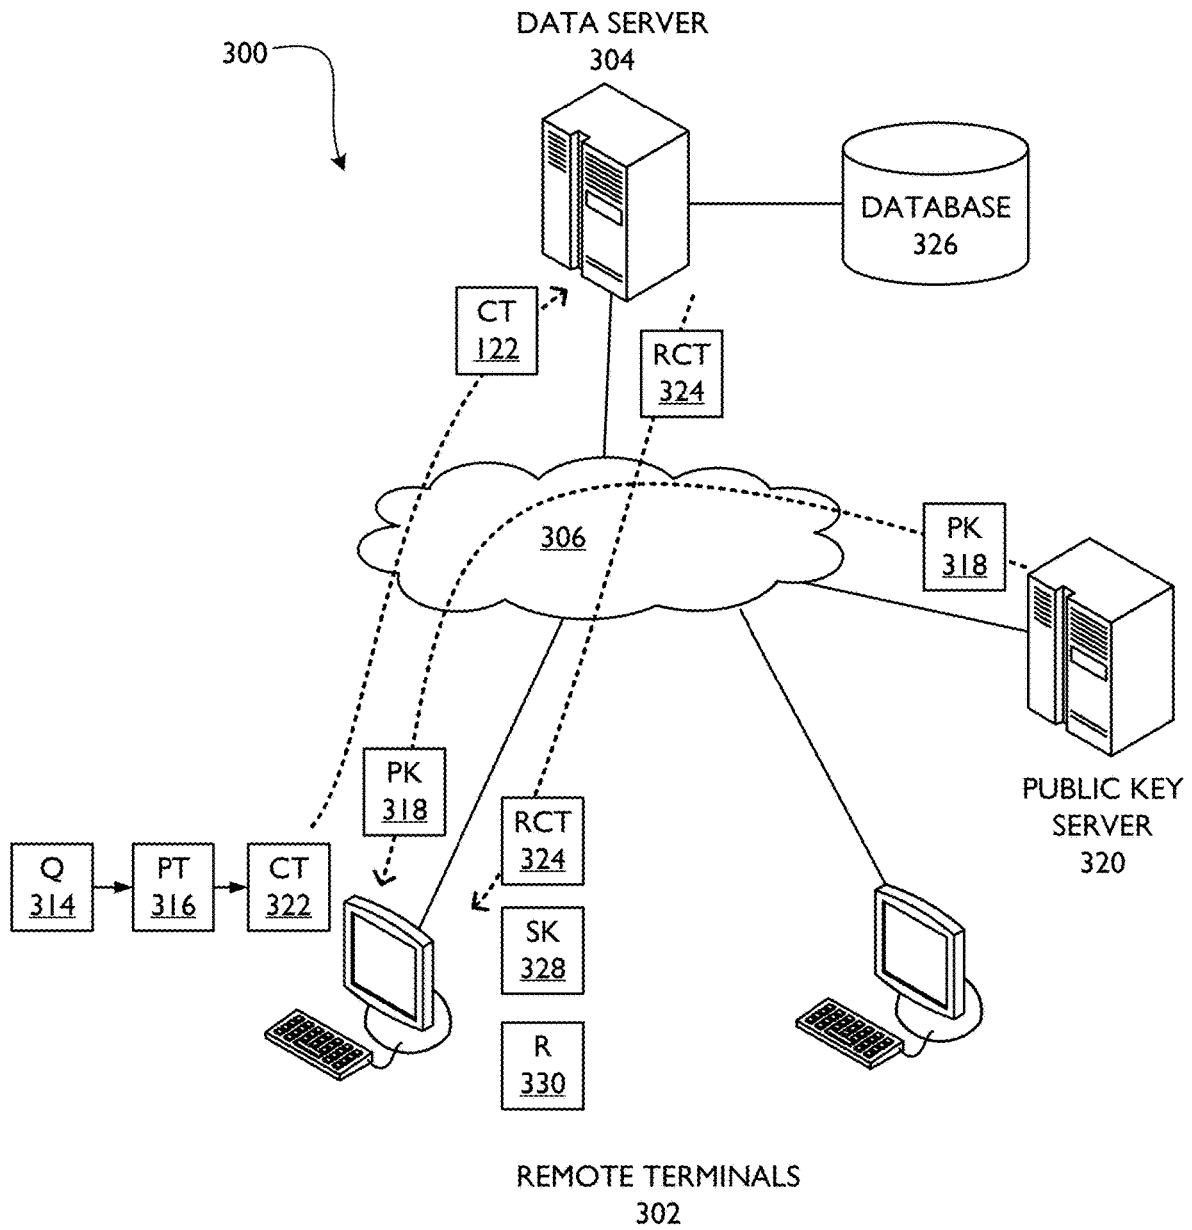 DATA SERVER
304
300
DATABASE
326
CT
122
RCT
324
306
PK
318
PUBLIC KEY
SERVER
320
PK
318
RCT
324
Q
314
PT
316
CT
322
SK
328
R
330
REMOTE TERMINALS
302